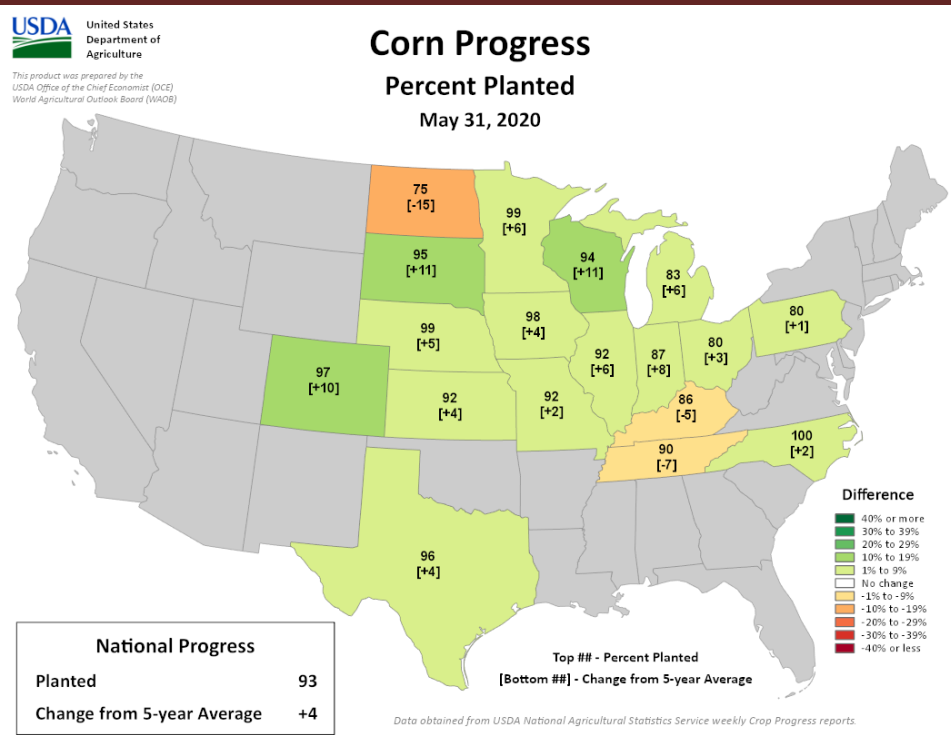 USDA
United States
Department of
Agriculture
This product was prepared by the
USDA Office of the Chief Economist (OCE)
World Agricultural Outlook Board (WAOB)
Corn Progress
Percent Planted
May 31, 2020
75
[-15]
99
[+6]
95
[+11]
94
[+11]
83
[+6]
80
[+1]
99
[+5]
98
[+4]
92
[+6]
87
[+8]
80
[+3]
97
[+10]
92
[+4]
92
[+2]
86
[-5]
90
[-7]
100
[+2]
96
[+4]
Difference
40% or more
30% to 39%
20% to 29%
10% to 19%
1% to 9%
No change
-1% to -9%
-10% to -19%
-20% to -29%
-30% to -39%
-40% or less
National Progress
Planted 93
Change from 5-year Average +4
Top ## - Percent Planted
[Bottom ##] - Change from 5-year Average
Data obtained from USDA National Agricultural Statistics Service weekly Crop Progress reports.